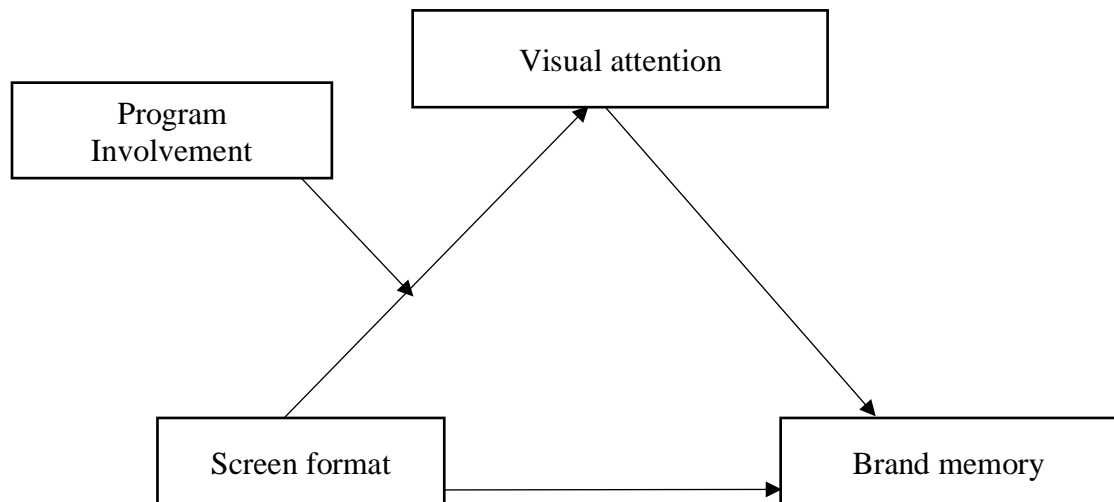 Visual attention
Program
Involvement
Screen format
Brand memory